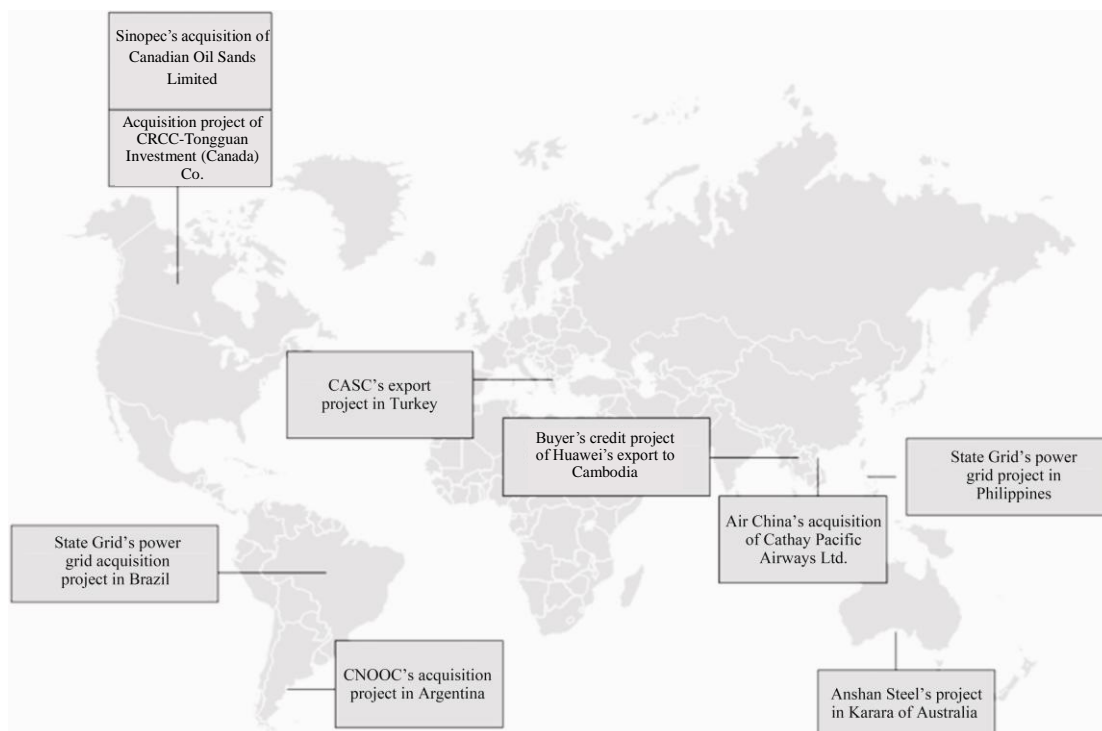 Sinopec’s acquisition of
Canadian Oil Sands
Limited
Acquisition project of
CRCC-Tongguan
Investment (Canada)
Co.
CASC’s export
project in Turkey
Buyer’s credit project
of Huawei’s export to
Cambodia
State Grid’s power
grid project in
Philippines
Air China’s acquisition
of Cathay Pacific
Airways Ltd.
State Grid’s power
grid acquisition
project in Brazil
CNOOC’s acquisition
project in Argentina
Anshan Steel’s project
in Karara of Australia